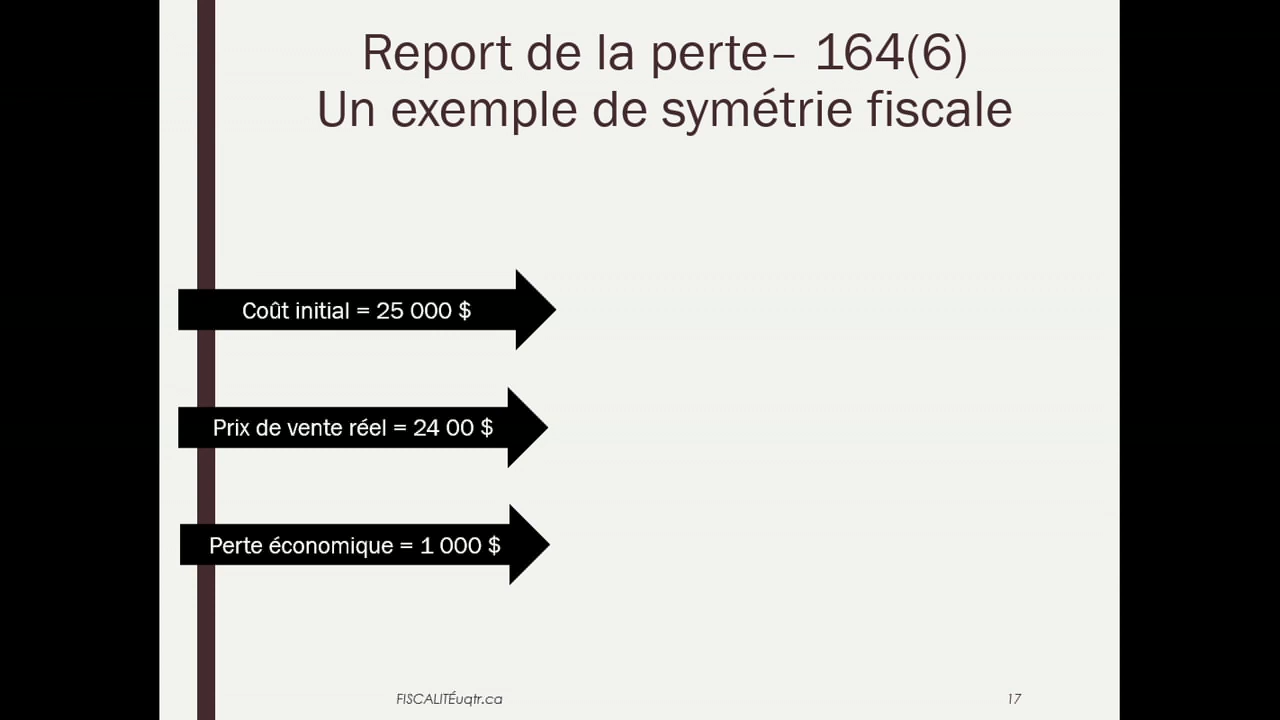 Report de la perte– 164(6)
Un exemple de symétrie fiscale
Coût initial = 25 000 $
Prix de vente réel = 24 00 $
Perte économique = 1 000 $
FISCALITÉuqtr.ca
17